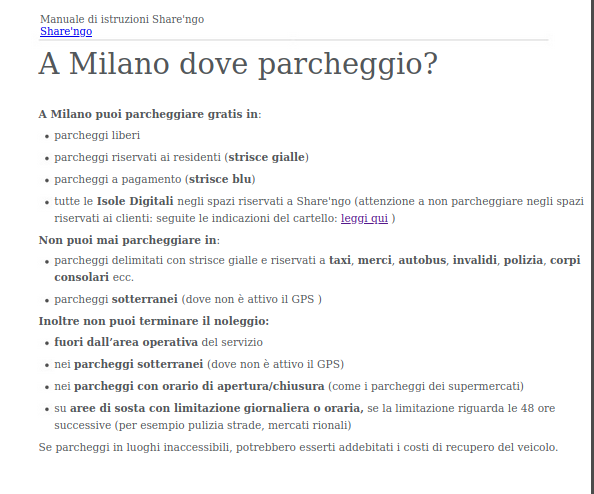 Manuale di istruzioni Share'ngo
Share'ngo
A Milano dove parcheggio?
A Milano puoi parcheggiare gratis in:
• parcheggi liberi
• parcheggi riservati ai residenti (strisce gialle)
• parcheggi a pagamento (strisce blu)
• tutte le Isole Digitali negli spazi riservati a Share'ngo (attenzione a non parcheggiare negli spazi
riservati ai clienti: seguite le indicazioni del cartello: leggi qui )
Non puoi mai parcheggiare in:
• parcheggi delimitati con strisce gialle e riservati a taxi, merci, autobus, invalidi, polizia, corpi
consolari ecc.
• parcheggi sotterranei (dove non è attivo il GPS )
Inoltre non puoi terminare il noleggio:
• fuori dall’area operativa del servizio
• nei parcheggi sotterranei (dove non è attivo il GPS)
• nei parcheggi con orario di apertura/chiusura (come i parcheggi dei supermercati)
• su aree di sosta con limitazione giornaliera o oraria, se la limitazione riguarda le 48 ore
successive (per esempio pulizia strade, mercati rionali)
Se parcheggi in luoghi inaccessibili, potrebbero esserti addebitati i costi di recupero del veicolo.